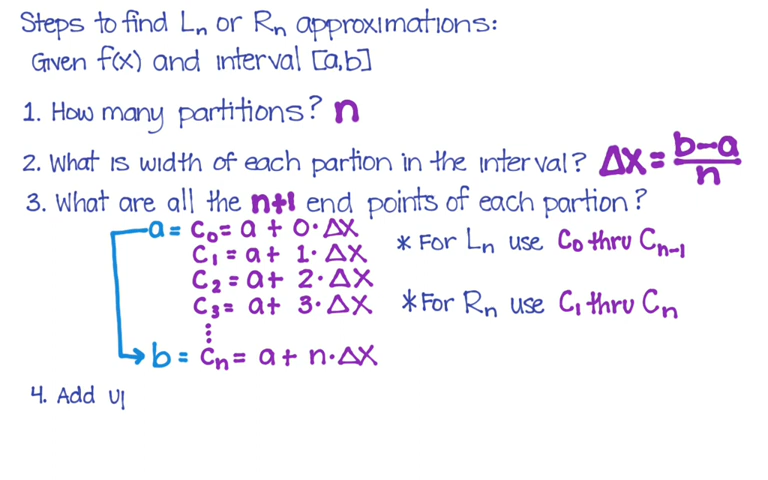 Steps to find Ln or Rn approximations:
Given f(x) and interval [a,b]
1. How many partitions? n
2. What is width of each partion in the interval? Δx = b-a/n
3. What are all the n+1 end points of each partion?
a = C₀ = a + 0·Δx
C₁ = a + 1·Δx
* For Ln use C₀ thru Cn-1
C₂ = a + 2·Δx
C₃ = a + 3·Δx
* For Rn use C₁ thru Cn
⋮
b = Cn = a + n·Δx
4. Add